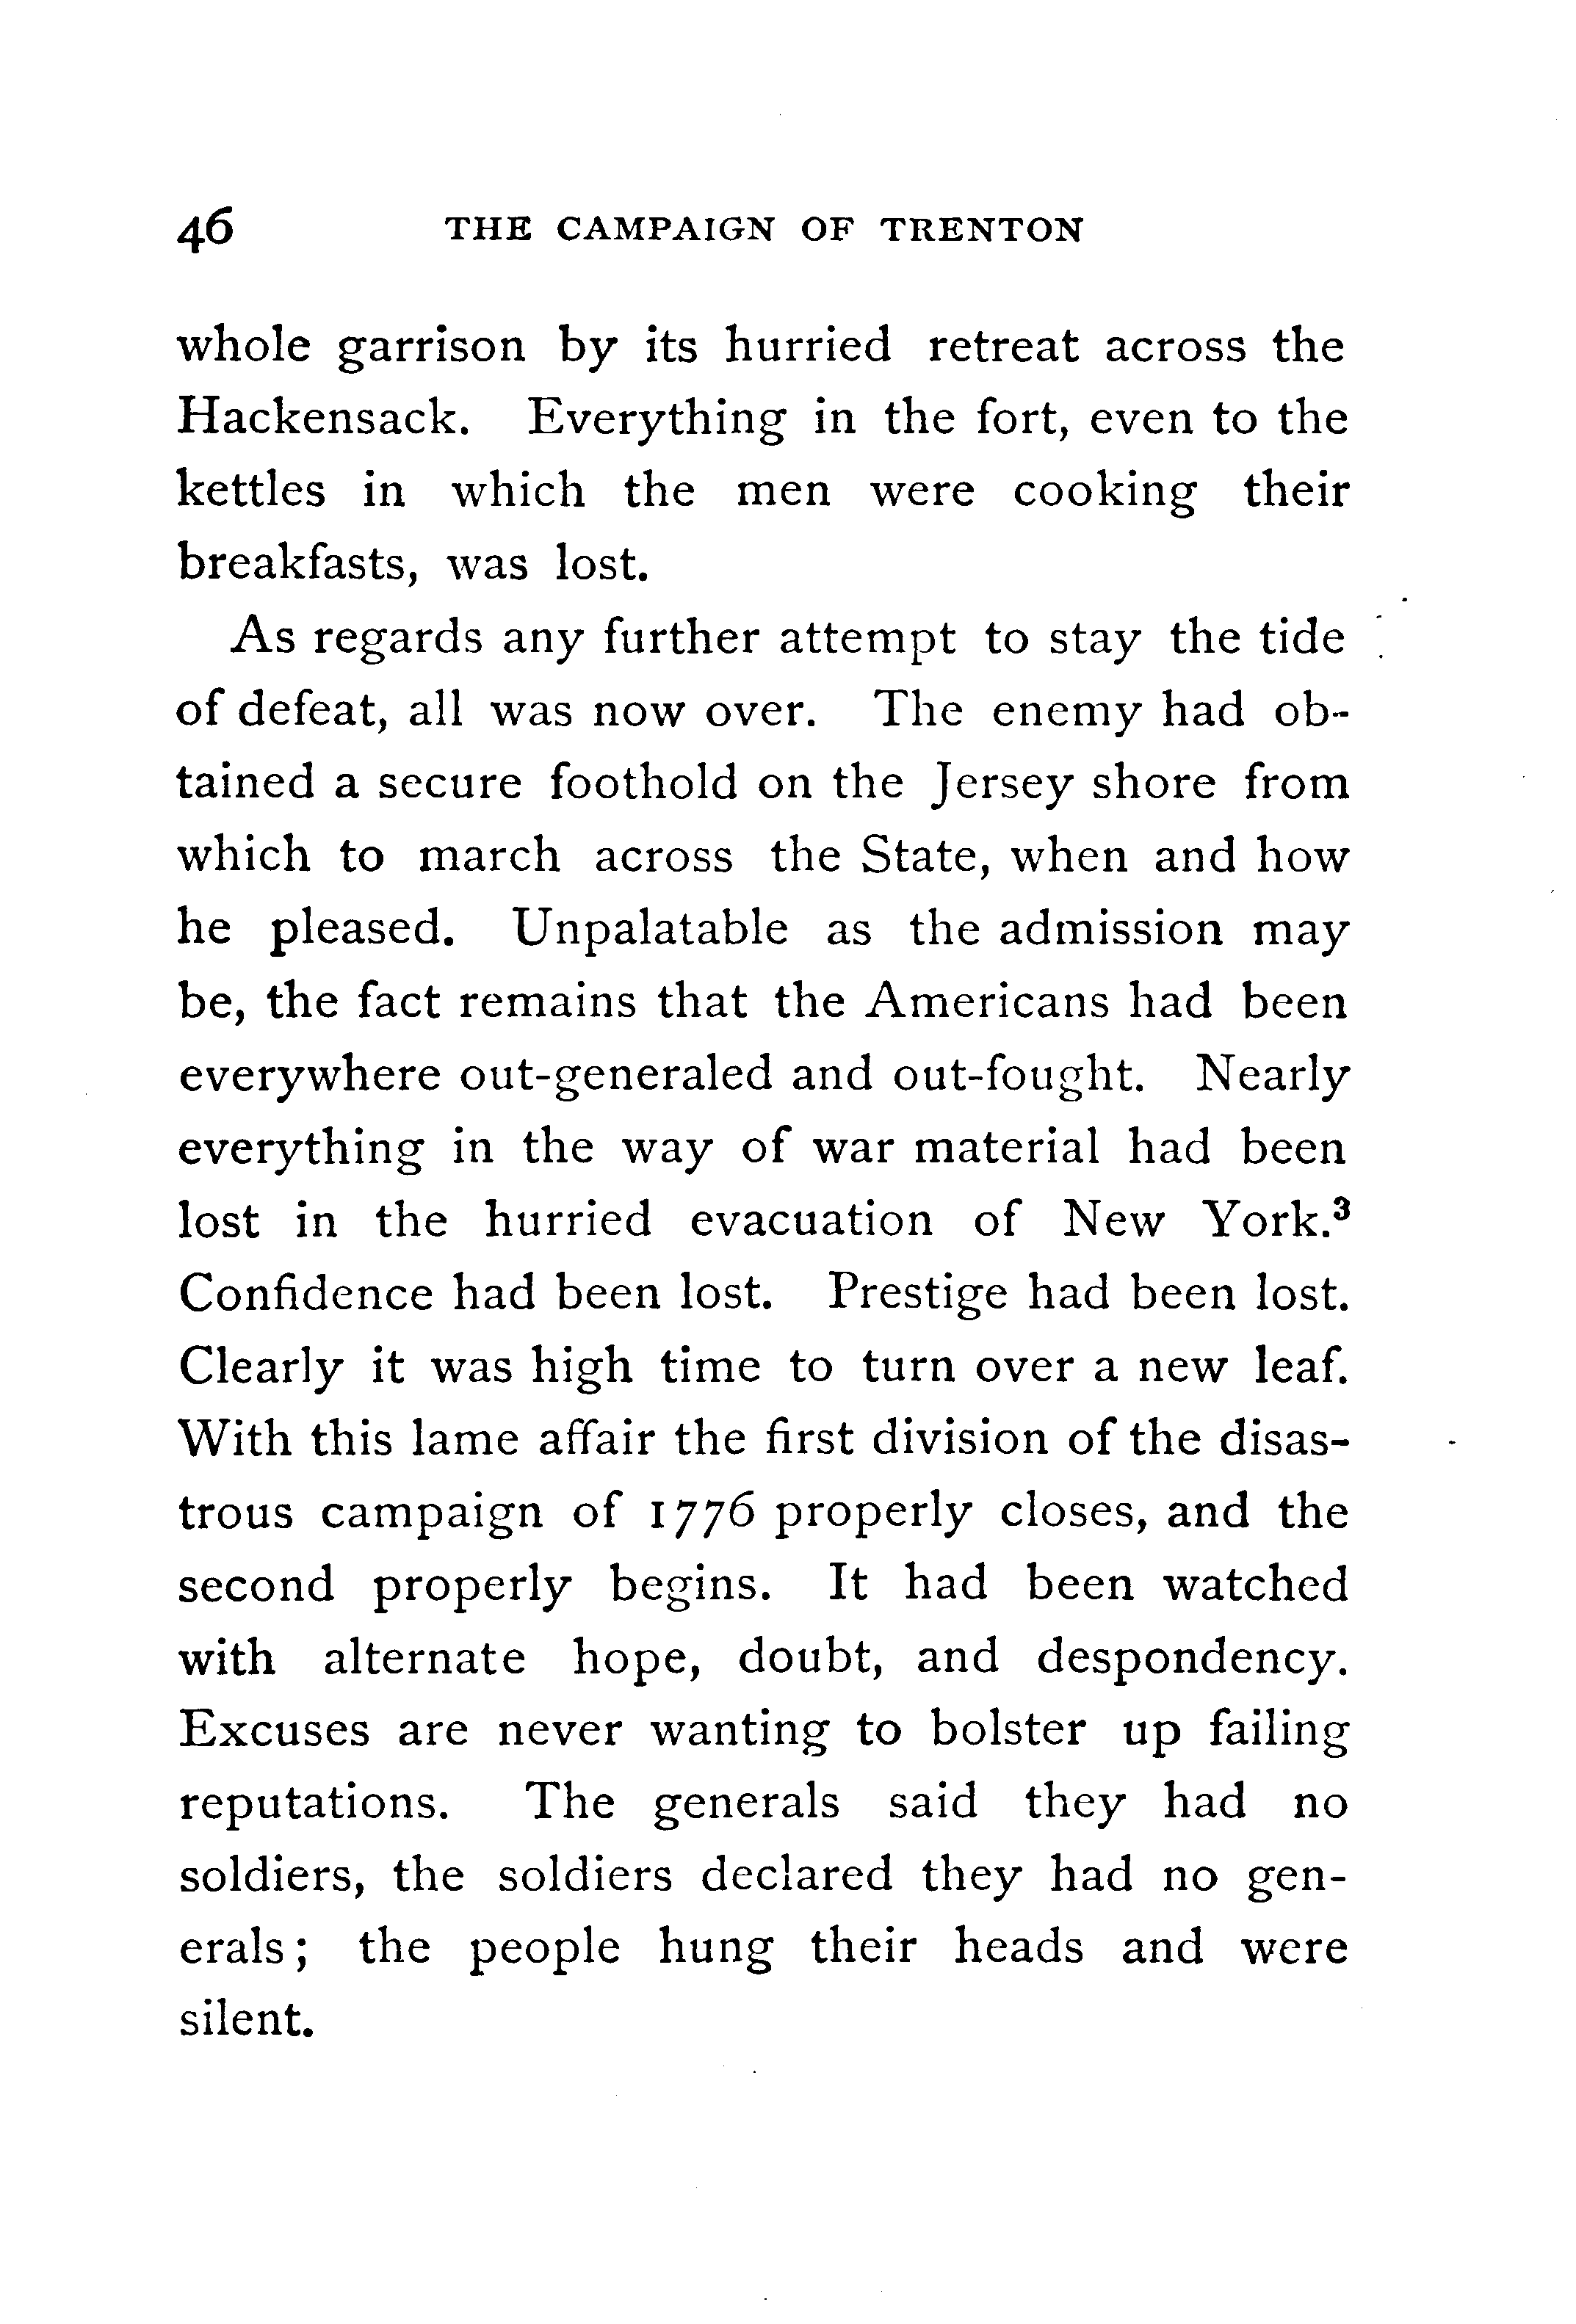 46 THE CAMPAIGN OF TRENTON
whole garrison by its hurried retreat across the
Hackensack. Everything in the fort, even to the
kettles in which the men were cooking their
breakfasts, was lost.
As regards any further attempt to stay the tide
of defeat, all was now over. The enemy had ob-
tained a secure foothold on the Jersey shore from
which to march across the State, when and how
he pleased. Unpalatable as the admission may
be, the fact remains that the Americans had been
everywhere out-generaled and out-fought. Nearly
everything in the way of war material had been
lost in the hurried evacuation of New York.³
Confidence had been lost. Prestige had been lost.
Clearly it was high time to turn over a new leaf.
With this lame affair the first division of the disas-
trous campaign of 1776 properly closes, and the
second properly begins. It had been watched
with alternate hope, doubt, and despondency.
Excuses are never wanting to bolster up failing
reputations. The generals said they had no
soldiers, the soldiers declared they had no gen-
erals; the people hung their heads and were
silent.